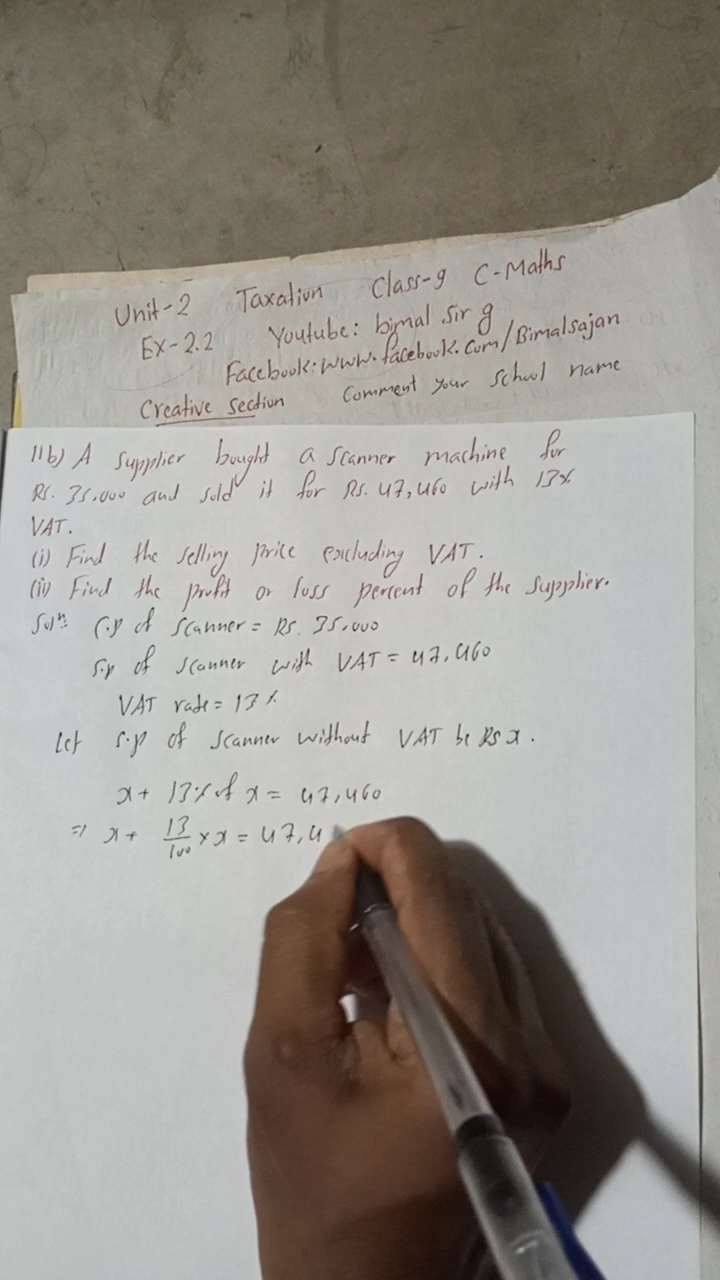 Unit-2 Taxation Class-9 C-Maths
Ex-2.2 Youtube: bimal sir g
Facebook:www.facebook.com/Bimalsajan
Creative section Comment your school name
11b) A supplier bought a scanner machine for
Rs. 35,000 and sold it for Rs. 47,460 with 13%
VAT.
(i) Find the selling price excluding VAT.
(ii) Find the profit or loss percent of the supplier.
Solⁿ: C.p of scanner = Rs. 35,000
S.p of scanner with VAT = 47,460
VAT rate = 13%
Let s.p of scanner without VAT be Rs x.
x + 13% of x = 47,460
⇒ x + 13/100 × x = 47,4